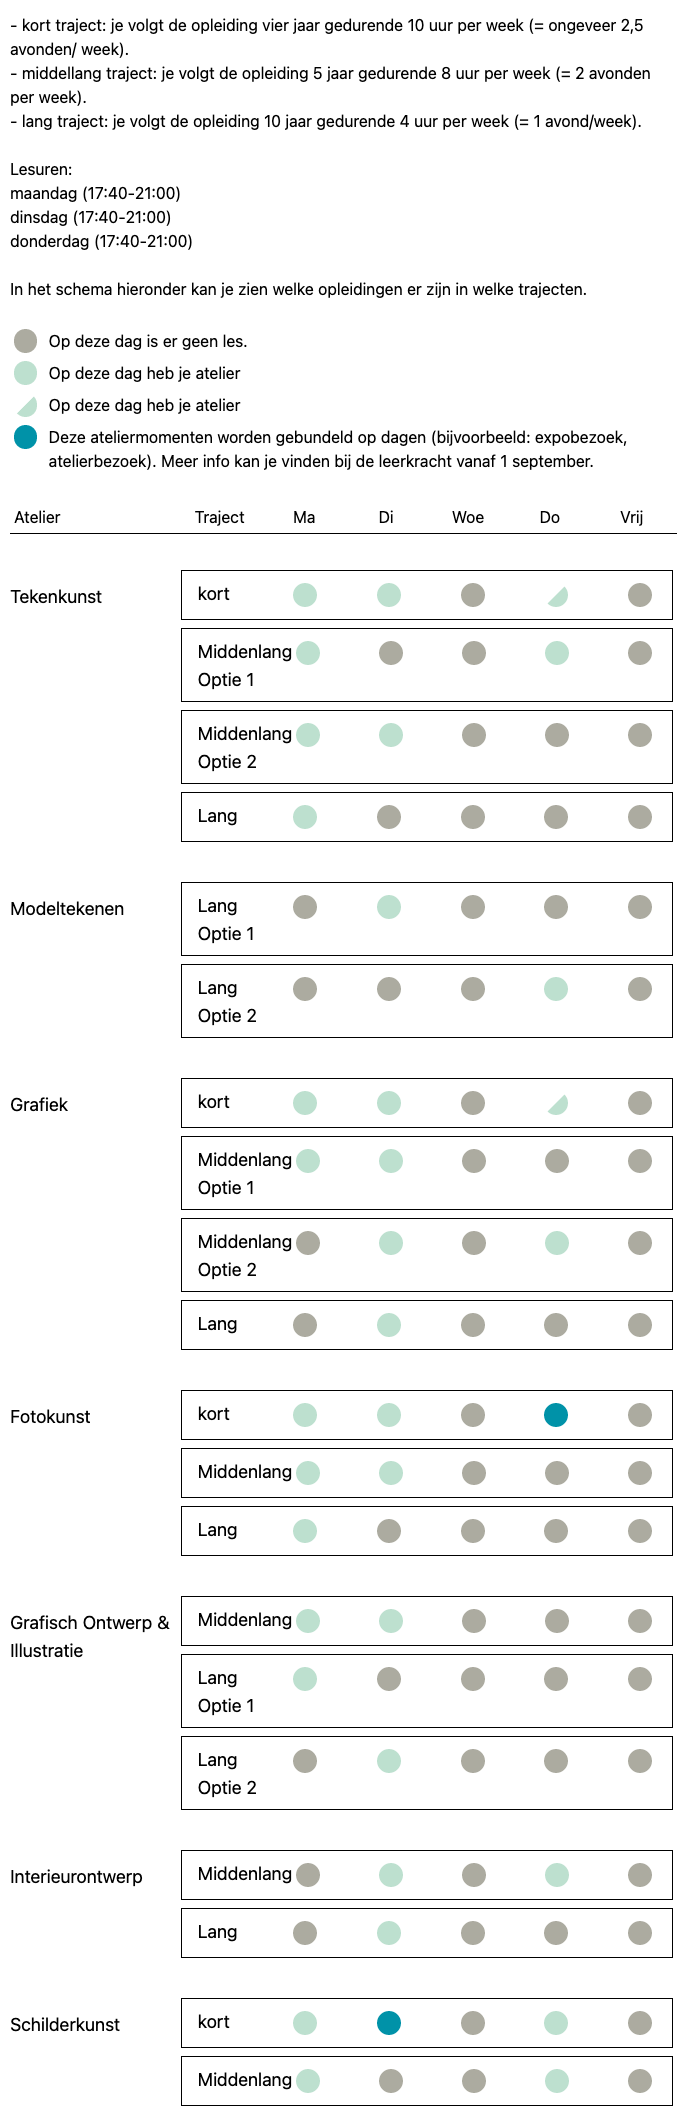 - kort traject: je volgt de opleiding vier jaar gedurende 10 uur per week (= ongeveer 2,5
avonden/ week).
- middellang traject: je volgt de opleiding 5 jaar gedurende 8 uur per week (= 2 avonden
per week).
- lang traject: je volgt de opleiding 10 jaar gedurende 4 uur per week (= 1 avond/week).
Lesuren:
maandag (17:40-21:00)
dinsdag (17:40-21:00)
donderdag (17:40-21:00)
In het schema hieronder kan je zien welke opleidingen er zijn in welke trajecten.
Op deze dag is er geen les.
Op deze dag heb je atelier
Op deze dag heb je atelier
Deze ateliermomenten worden gebundeld op dagen (bijvoorbeeld: expobezoek,
atelierbezoek). Meer info kan je vinden bij de leerkracht vanaf 1 september.
Atelier Traject Ma Di Woe Do Vrij
Tekenkunst kort
Middenlang
Optie 1
Middenlang
Optie 2
Lang
Modeltekenen Lang
Optie 1
Lang
Optie 2
Grafiek kort
Middenlang
Optie 1
Middenlang
Optie 2
Lang
Fotokunst kort
Middenlang
Lang
Grafisch Ontwerp & Middenlang
Illustratie
Lang
Optie 1
Lang
Optie 2
Interieurontwerp Middenlang
Lang
Schilderkunst kort
Middenlang